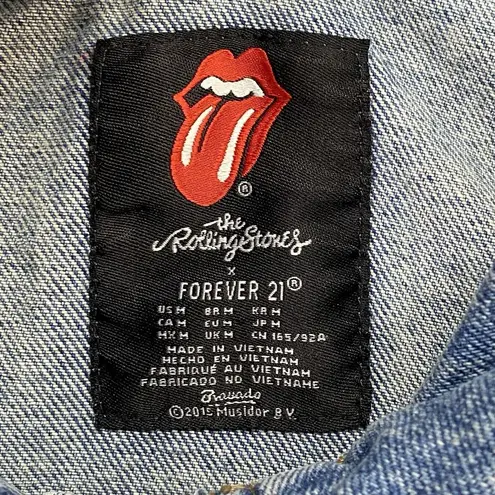 ®
the
Rolling Stones
x
FOREVER 21®
US M BR M KR M
CA M EU M JP M
MX M UK M CN 165/92A
MADE IN VIETNAM
HECHO EN VIETNAM
FABRIQUÉ AU VIETNAM
FABRICADO NO VIETNAME
Bravado
©2015 Musidor B.V.